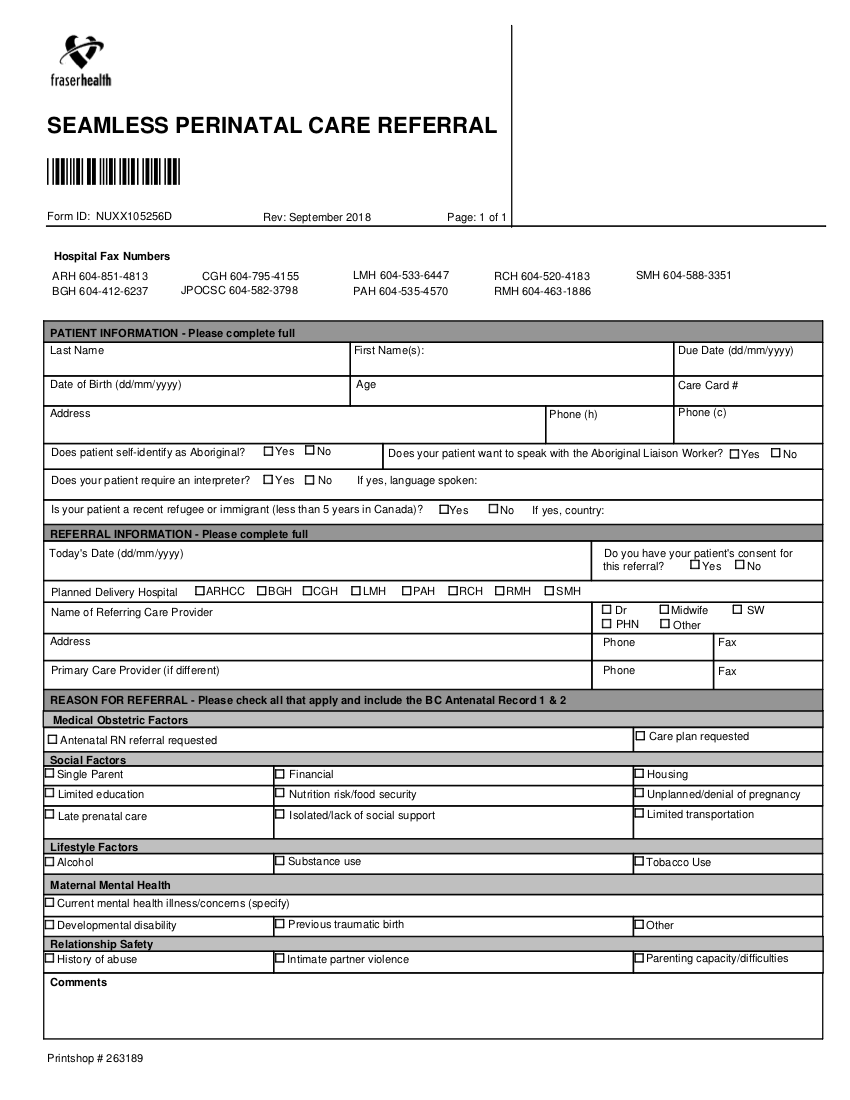 fraserhealth
SEAMLESS PERINATAL CARE REFERRAL
Form ID: NUXX105256D Rev: September 2018 Page: 1 of 1
Hospital Fax Numbers
ARH 604-851-4813 CGH 604-795-4155 LMH 604-533-6447 RCH 604-520-4183 SMH 604-588-3351
BGH 604-412-6237 JPOCSC 604-582-3798 PAH 604-535-4570 RMH 604-463-1886
PATIENT INFORMATION - Please complete full
Last Name First Name(s): Due Date (dd/mm/yyyy)
Date of Birth (dd/mm/yyyy) Age Care Card #
Address Phone (h) Phone (c)
Does patient self-identify as Aboriginal? ☐Yes ☐No Does your patient want to speak with the Aboriginal Liaison Worker? ☐Yes ☐No
Does your patient require an interpreter? ☐Yes ☐No If yes, language spoken:
Is your patient a recent refugee or immigrant (less than 5 years in Canada)? ☐Yes ☐No If yes, country:
REFERRAL INFORMATION - Please complete full
Today's Date (dd/mm/yyyy) Do you have your patient's consent for
this referral? ☐Yes ☐No
Planned Delivery Hospital ☐ARHCC ☐BGH ☐CGH ☐LMH ☐PAH ☐RCH ☐RMH ☐SMH
Name of Referring Care Provider ☐Dr ☐Midwife ☐SW
☐PHN ☐Other
Address Phone Fax
Primary Care Provider (if different) Phone Fax
REASON FOR REFERRAL - Please check all that apply and include the BC Antenatal Record 1 & 2
Medical Obstetric Factors
☐Antenatal RN referral requested ☐Care plan requested
Social Factors
☐Single Parent ☐Financial ☐Housing
☐Limited education ☐Nutrition risk/food security ☐Unplanned/denial of pregnancy
☐Late prenatal care ☐Isolated/lack of social support ☐Limited transportation
Lifestyle Factors
☐Alcohol ☐Substance use ☐Tobacco Use
Maternal Mental Health
☐Current mental health illness/concerns (specify)
☐Developmental disability ☐Previous traumatic birth ☐Other
Relationship Safety
☐History of abuse ☐Intimate partner violence ☐Parenting capacity/difficulties
Comments
Printshop # 263189